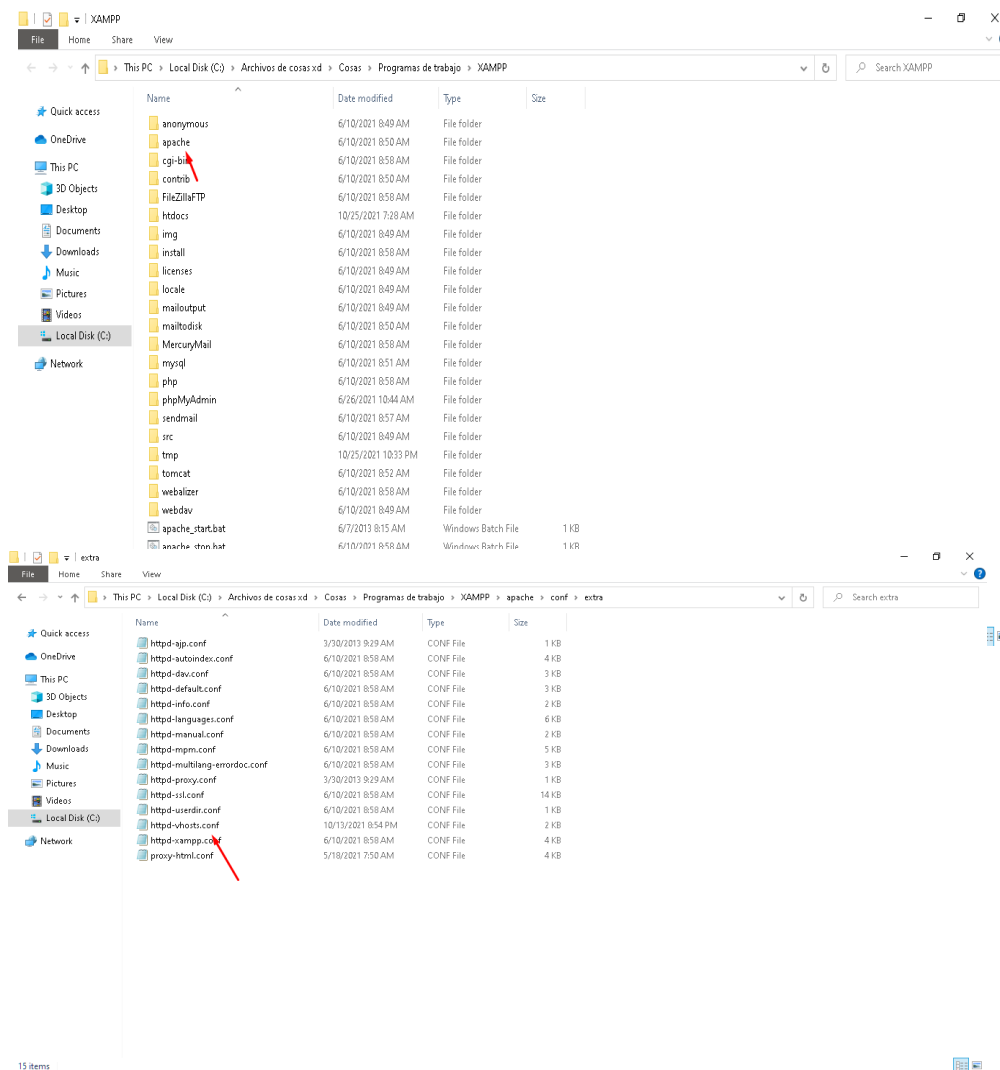 XAMPP
File Home Share View
This PC › Local Disk (C:) › Archivos de cosas xd › Cosas › Programas de trabajo › XAMPP Search XAMPP
Name Date modified Type Size
Quick access
OneDrive
This PC
3D Objects
Desktop
Documents
Downloads
Music
Pictures
Videos
Local Disk (C:)
Network
anonymous 6/10/2021 8:49 AM File folder
apache 6/10/2021 8:50 AM File folder
cgi-bin 6/10/2021 8:58 AM File folder
contrib 6/10/2021 8:50 AM File folder
FileZillaFTP 6/10/2021 8:58 AM File folder
htdocs 10/25/2021 7:28 AM File folder
img 6/10/2021 8:49 AM File folder
install 6/10/2021 8:58 AM File folder
licenses 6/10/2021 8:49 AM File folder
locale 6/10/2021 8:49 AM File folder
mailoutput 6/10/2021 8:49 AM File folder
mailtodisk 6/10/2021 8:50 AM File folder
MercuryMail 6/10/2021 8:58 AM File folder
mysql 6/10/2021 8:51 AM File folder
php 6/10/2021 8:58 AM File folder
phpMyAdmin 6/26/2021 10:44 AM File folder
sendmail 6/10/2021 8:57 AM File folder
src 6/10/2021 8:49 AM File folder
tmp 10/25/2021 10:33 PM File folder
tomcat 6/10/2021 8:52 AM File folder
webalizer 6/10/2021 8:58 AM File folder
webdav 6/10/2021 8:49 AM File folder
apache_start.bat 6/7/2013 8:15 AM Windows Batch File 1 KB
apache_stop.bat 6/10/2021 8:58 AM Windows Batch File 1 KB
extra
File Home Share View
This PC › Local Disk (C:) › Archivos de cosas xd › Cosas › Programas de trabajo › XAMPP › apache › conf › extra Search extra
Name Date modified Type Size
Quick access
OneDrive
This PC
3D Objects
Desktop
Documents
Downloads
Music
Pictures
Videos
Local Disk (C:)
Network
httpd-ajp.conf 3/30/2013 9:29 AM CONF File 1 KB
httpd-autoindex.conf 6/10/2021 8:58 AM CONF File 4 KB
httpd-dav.conf 6/10/2021 8:58 AM CONF File 3 KB
httpd-default.conf 6/10/2021 8:58 AM CONF File 3 KB
httpd-info.conf 6/10/2021 8:58 AM CONF File 2 KB
httpd-languages.conf 6/10/2021 8:58 AM CONF File 6 KB
httpd-manual.conf 6/10/2021 8:58 AM CONF File 2 KB
httpd-mpm.conf 6/10/2021 8:58 AM CONF File 5 KB
httpd-multilang-errordoc.conf 6/10/2021 8:58 AM CONF File 3 KB
httpd-proxy.conf 3/30/2013 9:29 AM CONF File 1 KB
httpd-ssl.conf 6/10/2021 8:58 AM CONF File 14 KB
httpd-userdir.conf 6/10/2021 8:58 AM CONF File 1 KB
httpd-vhosts.conf 10/13/2021 8:54 PM CONF File 2 KB
httpd-xampp.conf 6/10/2021 8:58 AM CONF File 4 KB
proxy-html.conf 5/18/2021 7:50 AM CONF File 4 KB
15 items